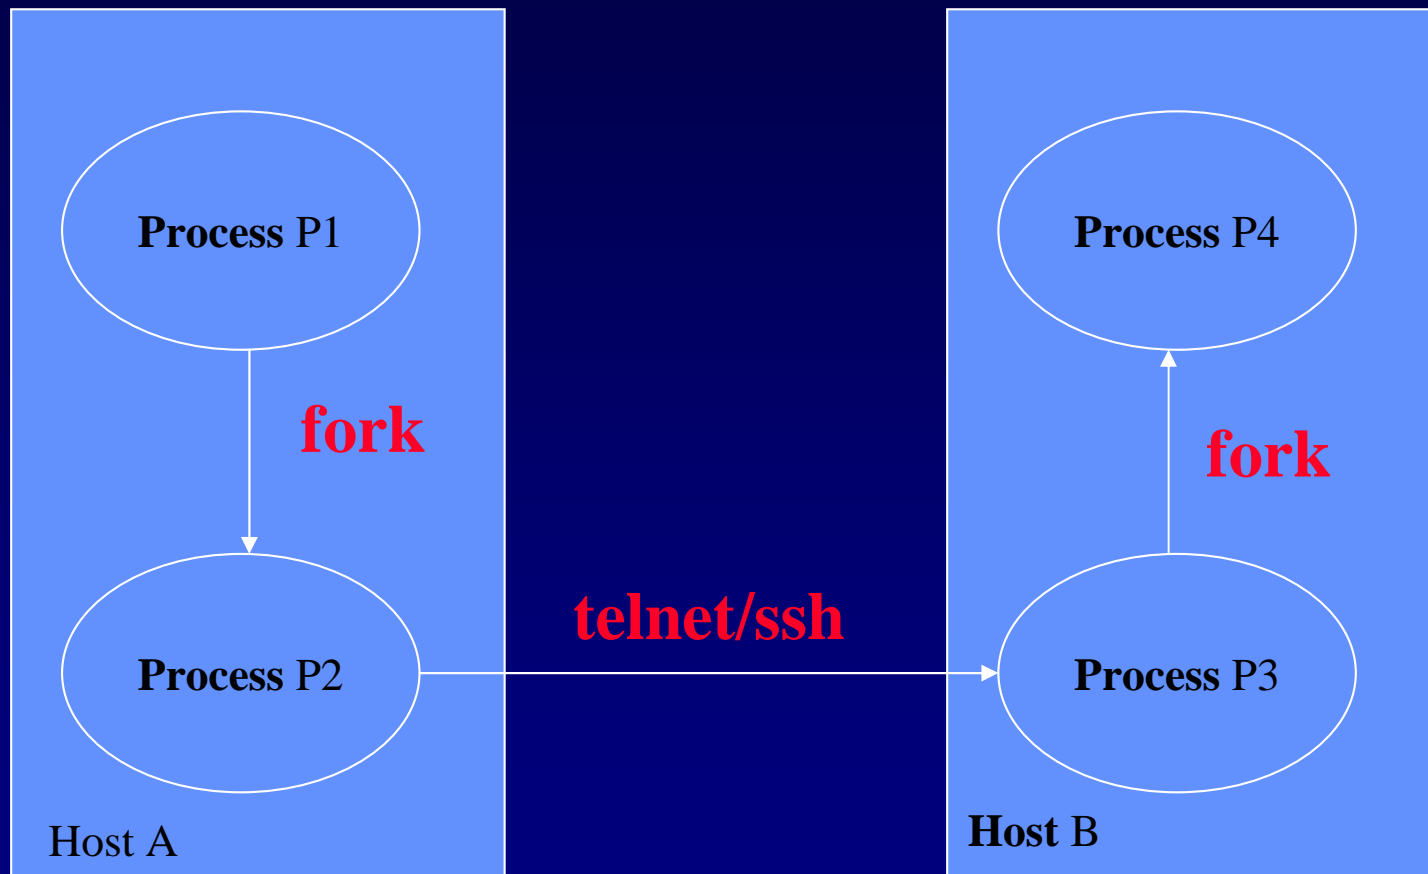 Process P1
fork
Process P2
Host A
telnet/ssh
Process P4
fork
Process P3
Host B